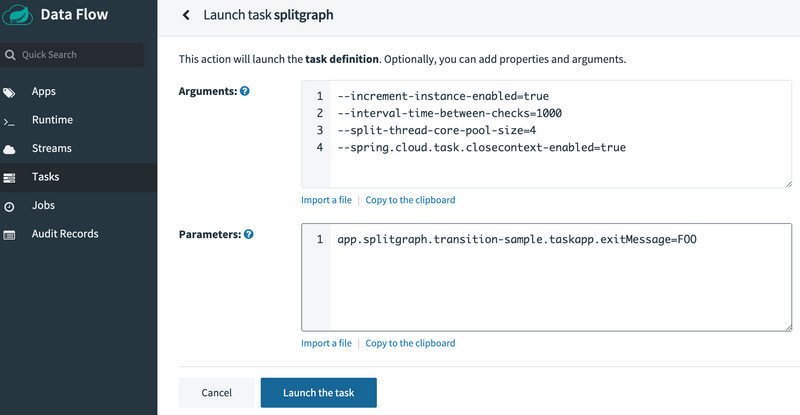 Data Flow
Launch task splitgraph
Quick Search
This action will launch the task definition. Optionally, you can add properties and arguments.
Apps
Runtime
Streams
Tasks
Jobs
Audit Records
Arguments: ?
1 --increment-instance-enabled=true
2 --interval-time-between-checks=1000
3 --split-thread-core-pool-size=4
4 --spring.cloud.task.closecontext-enabled=true
Import a file | Copy to the clipboard
Parameters: ?
1 app.splitgraph.transition-sample.taskapp.exitMessage=FOO
Import a file | Copy to the clipboard
Cancel
Launch the task